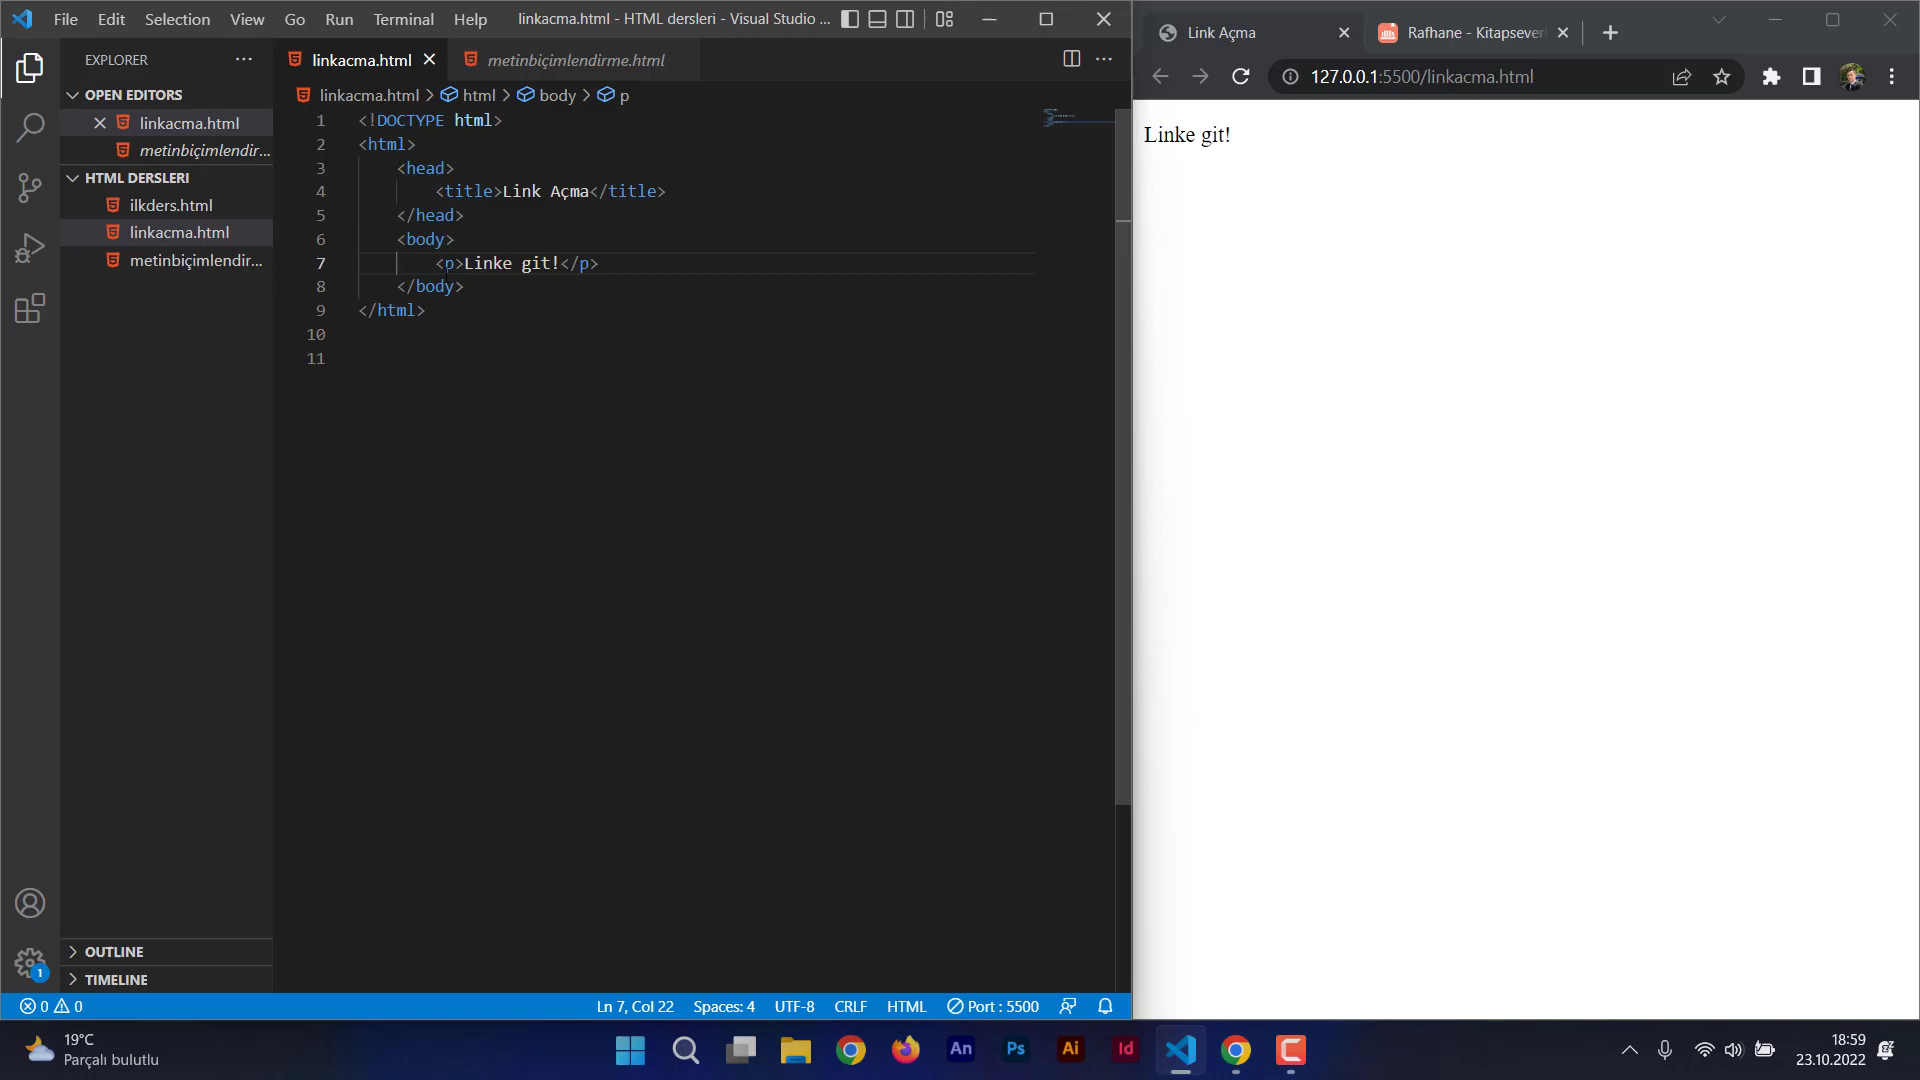 File Edit Selection View Go Run Terminal Help linkacma.html - HTML dersleri - Visual Studio ...
EXPLORER
OPEN EDITORS
linkacma.html
metinbiçimlendir...
HTML DERSLERI
ilkders.html
linkacma.html
metinbiçimlendir...
OUTLINE
TIMELINE
linkacma.html metinbiçimlendirme.html
linkacma.html > html > body > p
1 <!DOCTYPE html>
2 <html>
3 <head>
4 <title>Link Açma</title>
5 </head>
6 <body>
7 <p>Linke git!</p>
8 </body>
9 </html>
10
11
0 0 Ln 7, Col 22 Spaces: 4 UTF-8 CRLF HTML Port : 5500
1
Link Açma Rafhane - Kitapsever
127.0.0.1:5500/linkacma.html
Linke git!
19°C
Parçalı bulutlu
An Ps Ai Id
18:59
23.10.2022